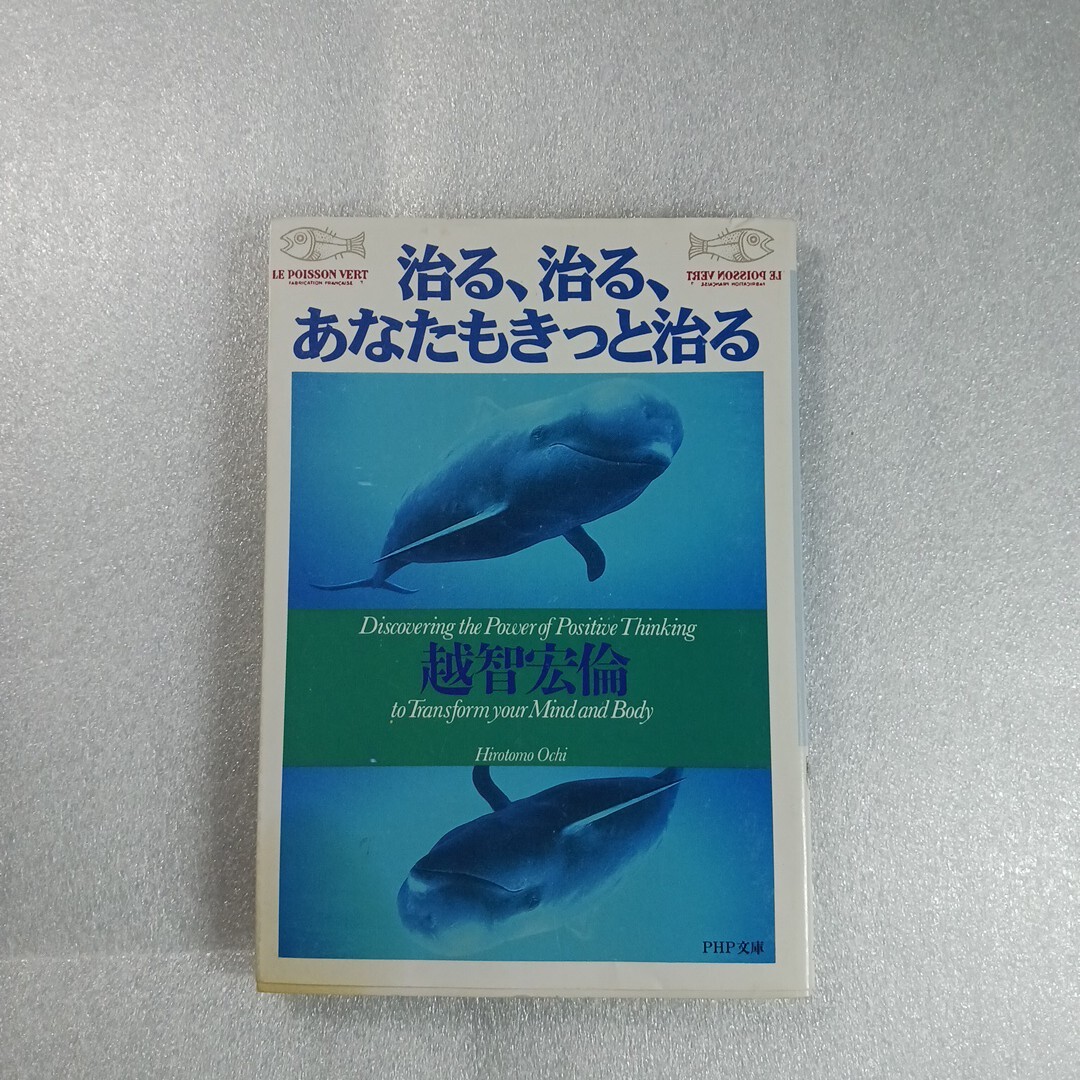 LE POISSON VERT
FABRICATION FRANÇAISE
LE POISSON VERT
FABRICATION FRANÇAISE
治る、治る、
あなたもきっと治る
Discovering the Power of Positive Thinking
越智宏倫
to Transform your Mind and Body
Hirotomo Ochi
PHP文庫